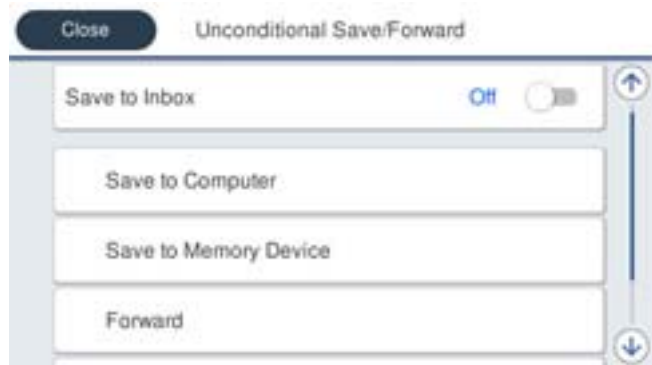 Close Unconditional Save/Forward
Save to Inbox Off
Save to Computer
Save to Memory Device
Forward